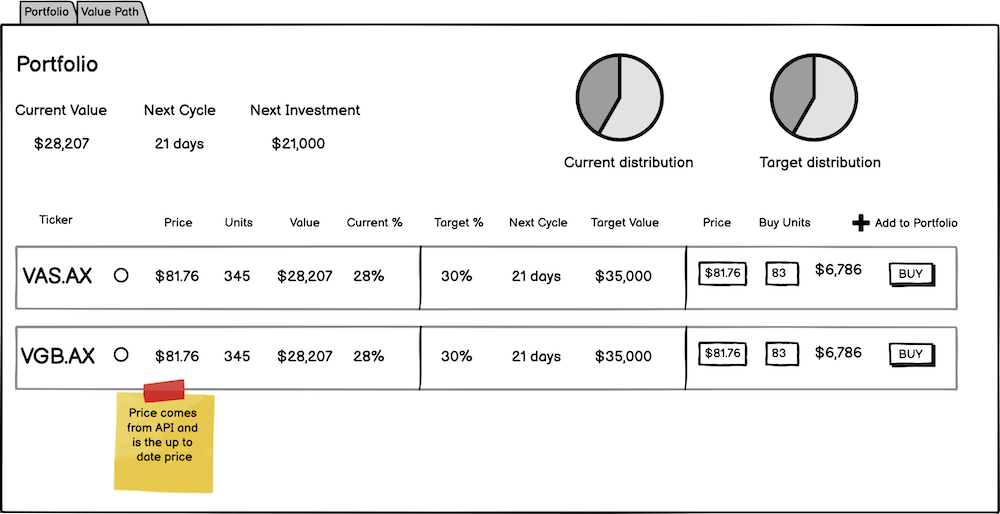 Portfolio Value Path
Portfolio
Current Value Next Cycle Next Investment
$28,207 21 days $21,000
Current distribution Target distribution
Ticker Price Units Value Current % Target % Next Cycle Target Value Price Buy Units Add to Portfolio
VAS.AX $81.76 345 $28,207 28% 30% 21 days $35,000 $81.76 83 $6,786 BUY
VGB.AX $81.76 345 $28,207 28% 30% 21 days $35,000 $81.76 83 $6,786 BUY
Price comes
from API and
is the up to
date price